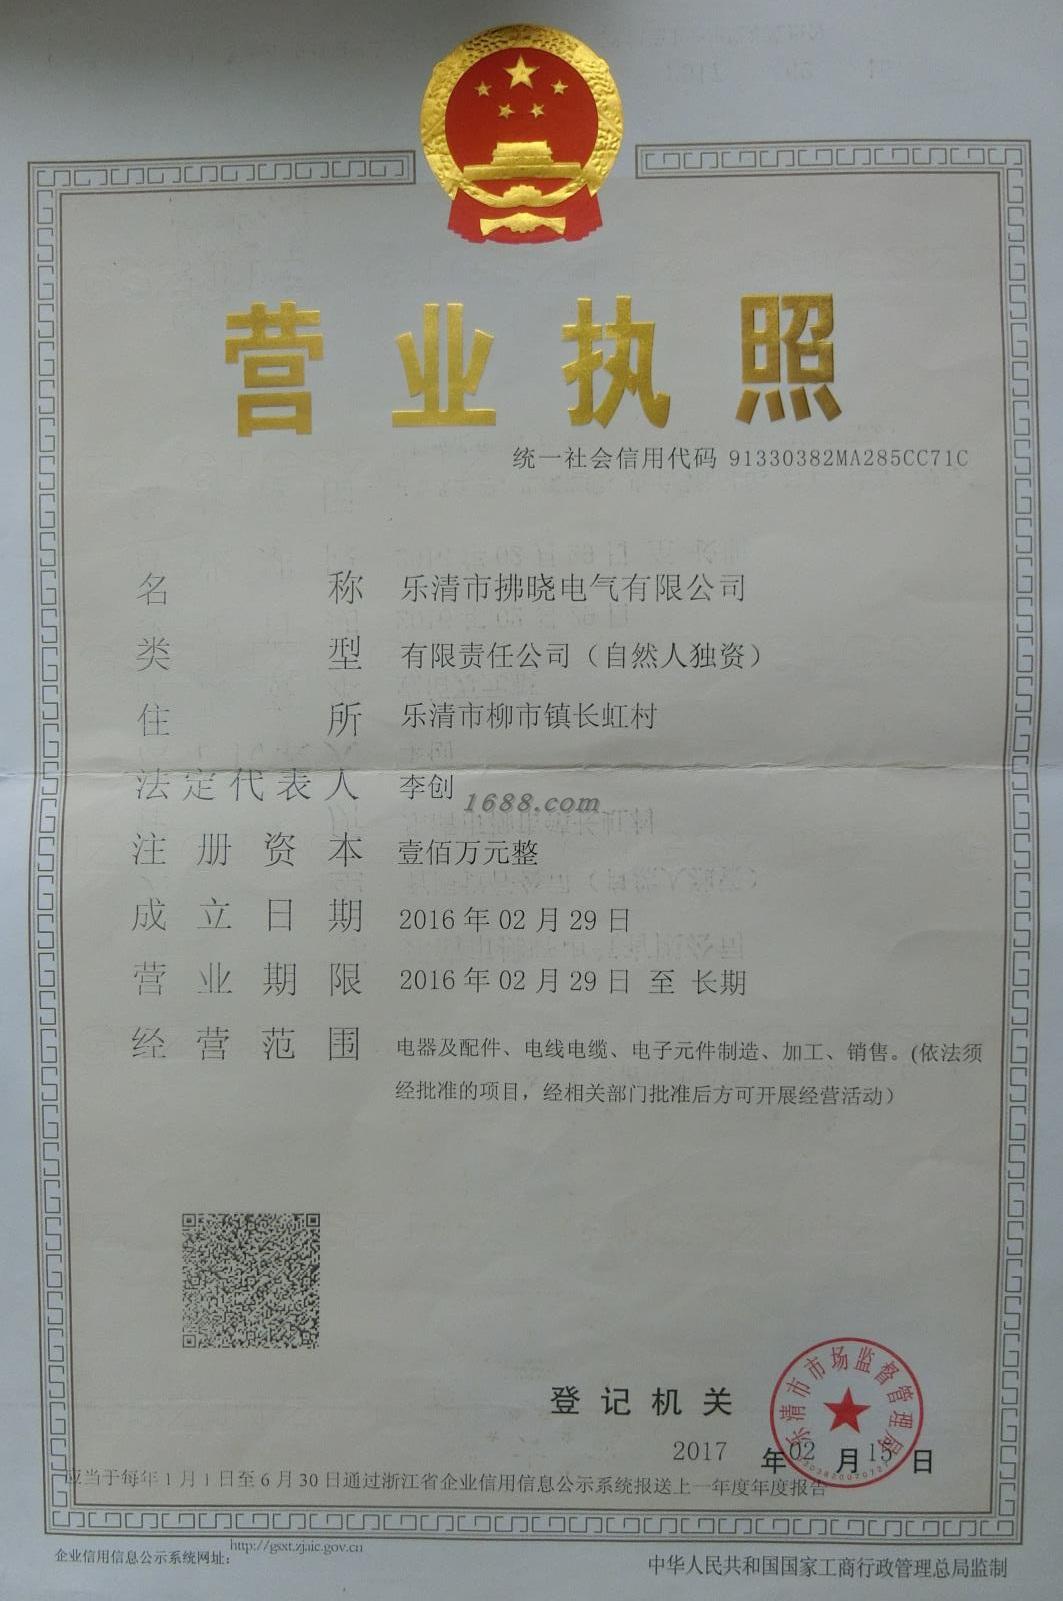 营业执照
统一社会信用代码 91330382MA285CC71C
名称 乐清市拂晓电气有限公司
类型 有限责任公司（自然人独资）
住所 乐清市柳市镇长虹村
法定代表人 李创
1688.com
注册资本 壹佰万元整
成立日期 2016年02月29日
营业期限 2016年02月29日 至 长期
经营范围 电器及配件、电线电缆、电子元件制造、加工、销售。(依法须
经批准的项目，经相关部门批准后方可开展经营活动）
乐清市市场监督管理局
登记机关
2017 年 02 月 15 日
应当于每年1月1日至6月30日通过浙江省企业信用信息公示系统报送上一年度年度报告
企业信用信息公示系统网址： http://gsxt.zjaic.gov.cn
中华人民共和国国家工商行政管理总局监制